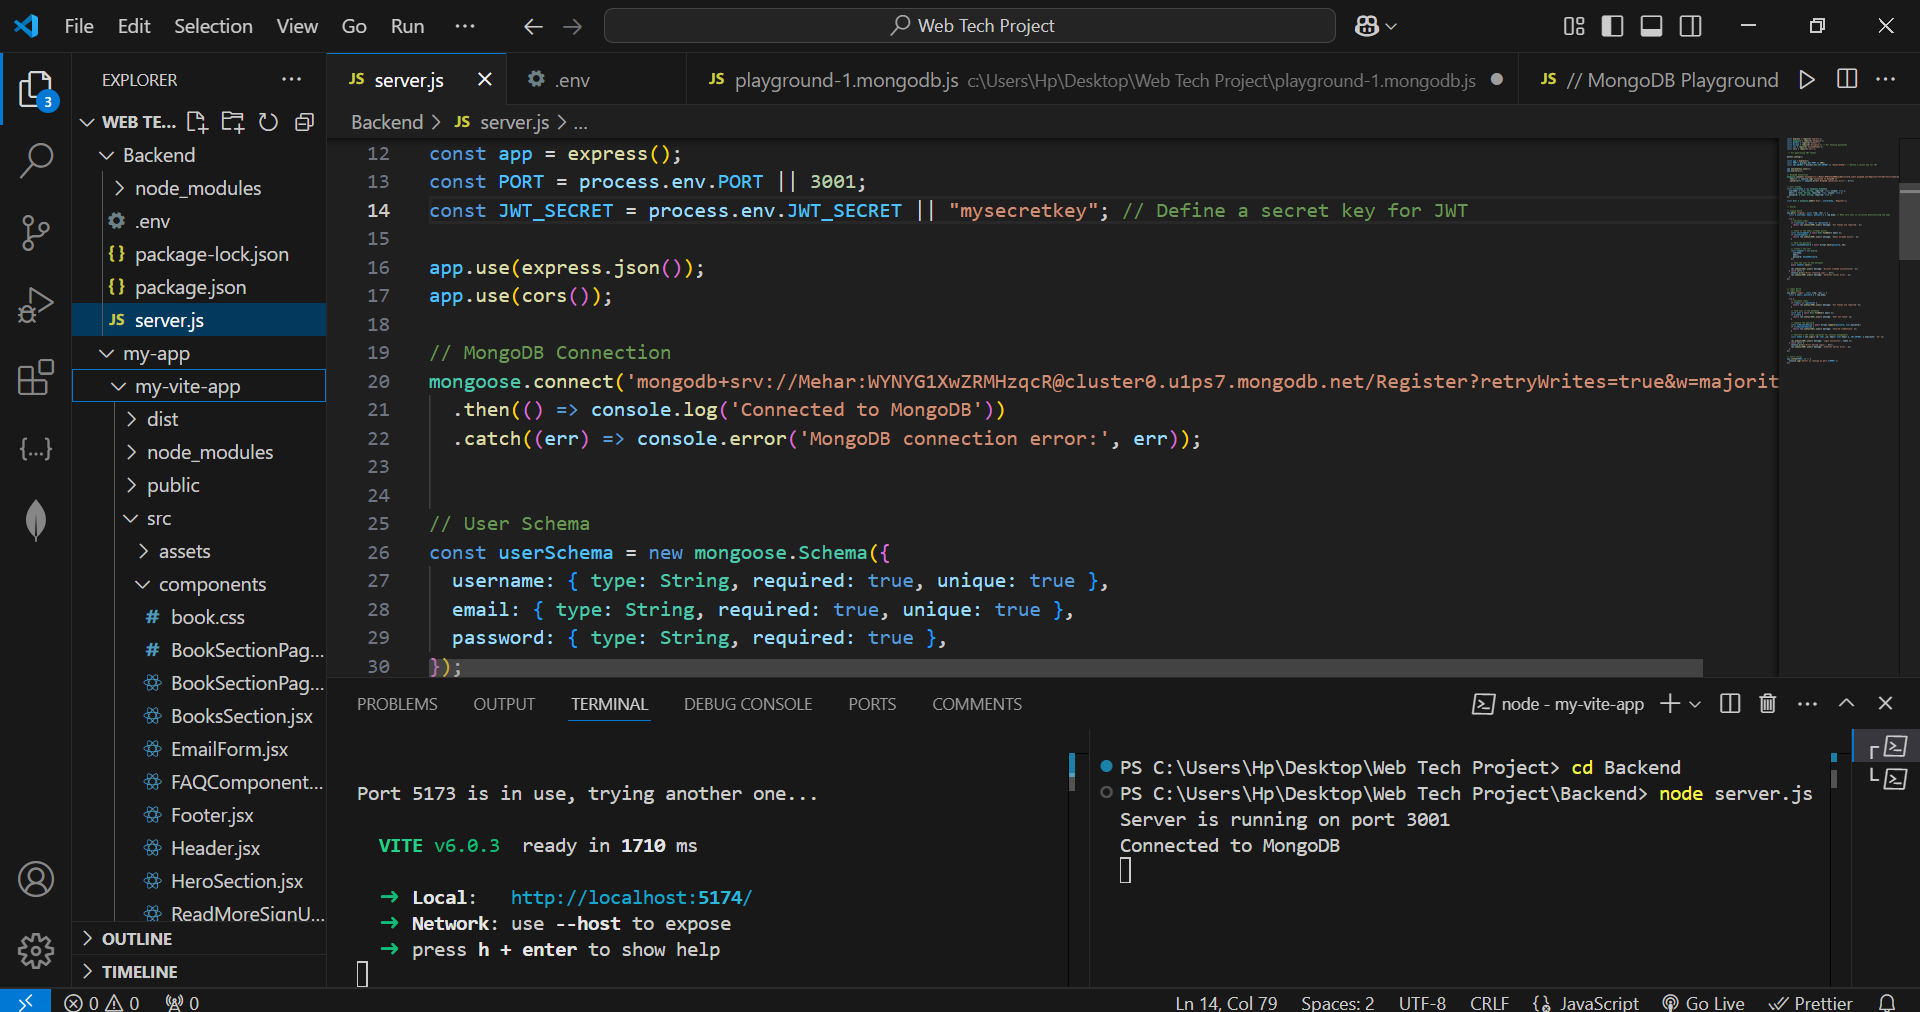 File Edit Selection View Go Run ...
Web Tech Project
EXPLORER
3
WEB TE...
Backend
node_modules
.env
package-lock.json
package.json
server.js
my-app
my-vite-app
dist
node_modules
public
src
assets
components
book.css
BookSectionPag...
BookSectionPag...
BooksSection.jsx
EmailForm.jsx
FAQComponent...
Footer.jsx
Header.jsx
HeroSection.jsx
ReadMoreSignU...
OUTLINE
TIMELINE
JS server.js
.env
JS playground-1.mongodb.js c:\Users\Hp\Desktop\Web Tech Project\playground-1.mongodb.js
JS // MongoDB Playground
Backend > JS server.js > ...
12 const app = express();
13 const PORT = process.env.PORT || 3001;
14 const JWT_SECRET = process.env.JWT_SECRET || "mysecretkey"; // Define a secret key for JWT
15
16 app.use(express.json());
17 app.use(cors());
18
19 // MongoDB Connection
20 mongoose.connect('mongodb+srv://Mehar:WYNYG1XwZRMHzqcR@cluster0.u1ps7.mongodb.net/Register?retryWrites=true&w=majorit
21 .then(() => console.log('Connected to MongoDB'))
22 .catch((err) => console.error('MongoDB connection error:', err));
23
24
25 // User Schema
26 const userSchema = new mongoose.Schema({
27 username: { type: String, required: true, unique: true },
28 email: { type: String, required: true, unique: true },
29 password: { type: String, required: true },
30 });
PROBLEMS OUTPUT TERMINAL DEBUG CONSOLE PORTS COMMENTS
node - my-vite-app
Port 5173 is in use, trying another one...
VITE v6.0.3 ready in 1710 ms
➜ Local: http://localhost:5174/
➜ Network: use --host to expose
➜ press h + enter to show help
PS C:\Users\Hp\Desktop\Web Tech Project> cd Backend
PS C:\Users\Hp\Desktop\Web Tech Project\Backend> node server.js
Server is running on port 3001
Connected to MongoDB
0 0 0
Ln 14, Col 79 Spaces: 2 UTF-8 CRLF JavaScript Go Live Prettier